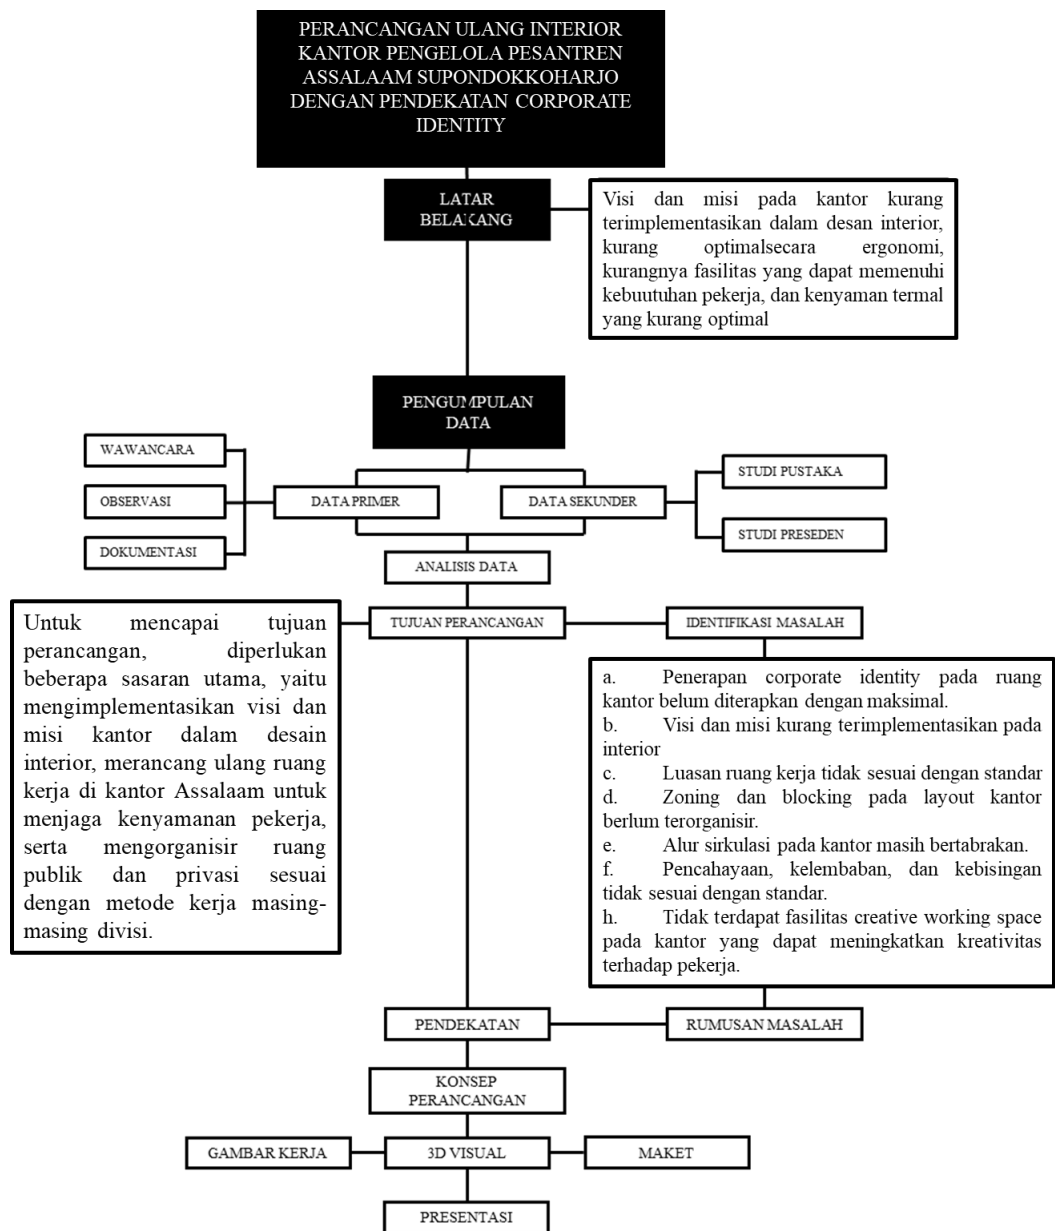 PERANCANGAN ULANG INTERIOR
KANTOR PENGELOLA PESANTREN
ASSALAAM SUPONDOKKOHARJO
DENGAN PENDEKATAN CORPORATE
IDENTITY
LATAR
BELAKANG
Visi dan misi pada kantor kurang
terimplementasikan dalam desan interior,
kurang optimalsecara ergonomi,
kurangnya fasilitas yang dapat memenuhi
kebuutuhan pekerja, dan kenyaman termal
yang kurang optimal
PENGUMPULAN
DATA
WAWANCARA
OBSERVASI
DOKUMENTASI
DATA PRIMER
DATA SEKUNDER
STUDI PUSTAKA
STUDI PRESEDEN
ANALISIS DATA
TUJUAN PERANCANGAN
IDENTIFIKASI MASALAH
Untuk mencapai tujuan
perancangan, diperlukan
beberapa sasaran utama, yaitu
mengimplementasikan visi dan
misi kantor dalam desain
interior, merancang ulang ruang
kerja di kantor Assalaam untuk
menjaga kenyamanan pekerja,
serta mengorganisir ruang
publik dan privasi sesuai
dengan metode kerja masing-
masing divisi.
a. Penerapan corporate identity pada ruang
kantor belum diterapkan dengan maksimal.
b. Visi dan misi kurang terimplementasikan pada
interior
c. Luasan ruang kerja tidak sesuai dengan standar
d. Zoning dan blocking pada layout kantor
berlum terorganisir.
e. Alur sirkulasi pada kantor masih bertabrakan.
f. Pencahayaan, kelembaban, dan kebisingan
tidak sesuai dengan standar.
h. Tidak terdapat fasilitas creative working space
pada kantor yang dapat meningkatkan kreativitas
terhadap pekerja.
PENDEKATAN
RUMUSAN MASALAH
KONSEP
PERANCANGAN
GAMBAR KERJA
3D VISUAL
MAKET
PRESENTASI